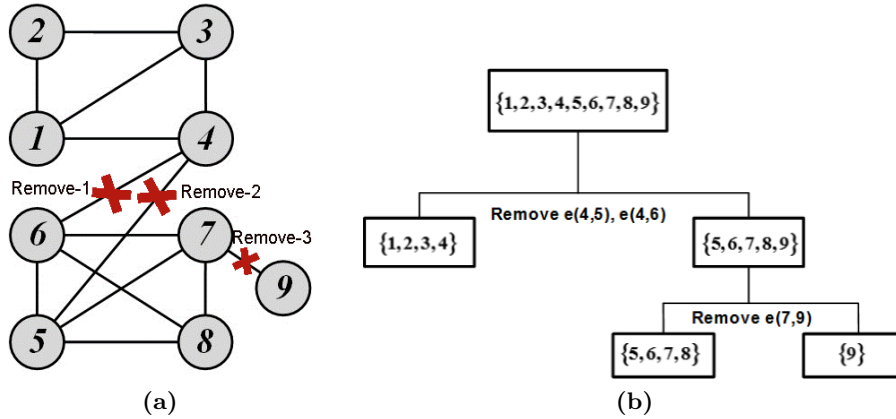 2
3
1
4
Remove-1
Remove-2
6
7
Remove-3
9
5
8
(a)
{1,2,3,4,5,6,7,8,9}
Remove e(4,5), e(4,6)
{1,2,3,4}
{5,6,7,8,9}
Remove e(7,9)
{5,6,7,8}
{9}
(b)